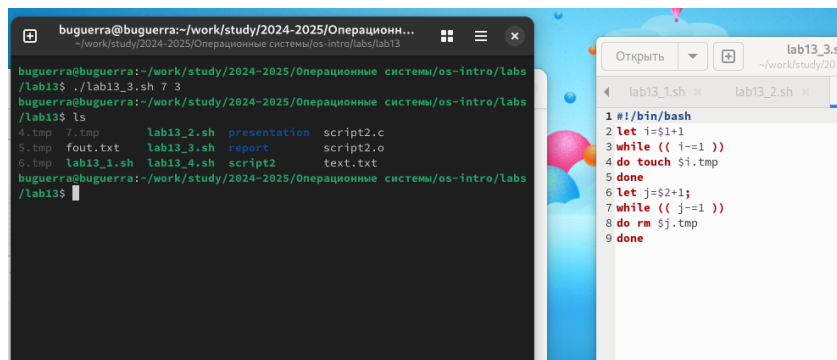 buguerra@buguerra:~/work/study/2024-2025/Операционн...
~/work/study/2024-2025/Операционные системы/os-intro/labs/lab13
buguerra@buguerra:~/work/study/2024-2025/Операционные системы/os-intro/labs
/lab13$ ./lab13_3.sh 7 3
buguerra@buguerra:~/work/study/2024-2025/Операционные системы/os-intro/labs
/lab13$ ls
4.tmp 7.tmp lab13_2.sh presentation script2.c
5.tmp fout.txt lab13_3.sh report script2.o
6.tmp lab13_1.sh lab13_4.sh script2 text.txt
buguerra@buguerra:~/work/study/2024-2025/Операционные системы/os-intro/labs
/lab13$
Открыть lab13_3.s
~/work/study/20
lab13_1.sh × lab13_2.sh ×
1 #!/bin/bash
2 let i=$1+1
3 while (( i-=1 ))
4 do touch $i.tmp
5 done
6 let j=$2+1;
7 while (( j-=1 ))
8 do rm $j.tmp
9 done